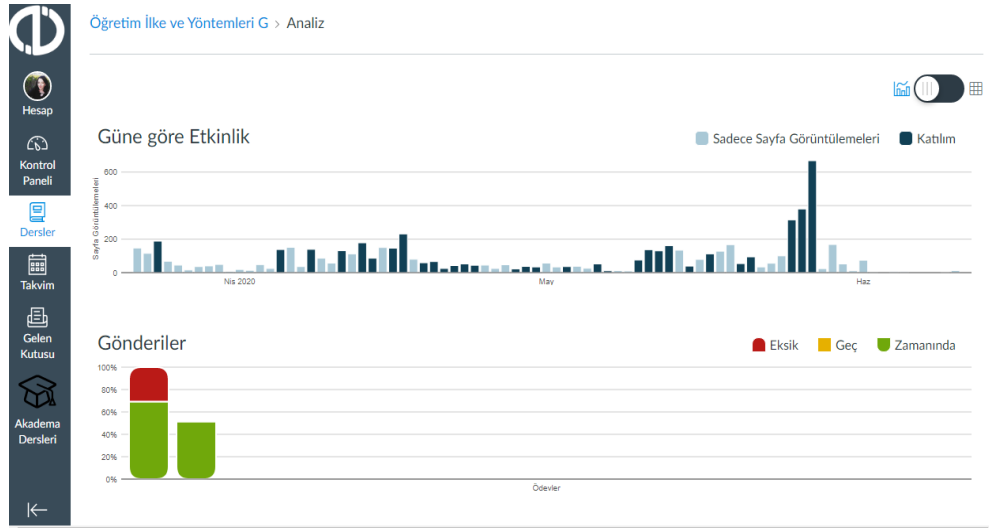 Öğretim İlke ve Yöntemleri G > Analiz
Hesap
Kontrol
Paneli
Dersler
Takvim
Gelen
Kutusu
Akadema
Dersleri
Güne göre Etkinlik
Sadece Sayfa Görüntülemeleri
Katılım
Sayfa Görüntülemeleri
600
400
200
0
Nis 2020
May
Haz
Gönderiler
Eksik
Geç
Zamanında
100%
80%
60%
40%
20%
0%
Ödevler